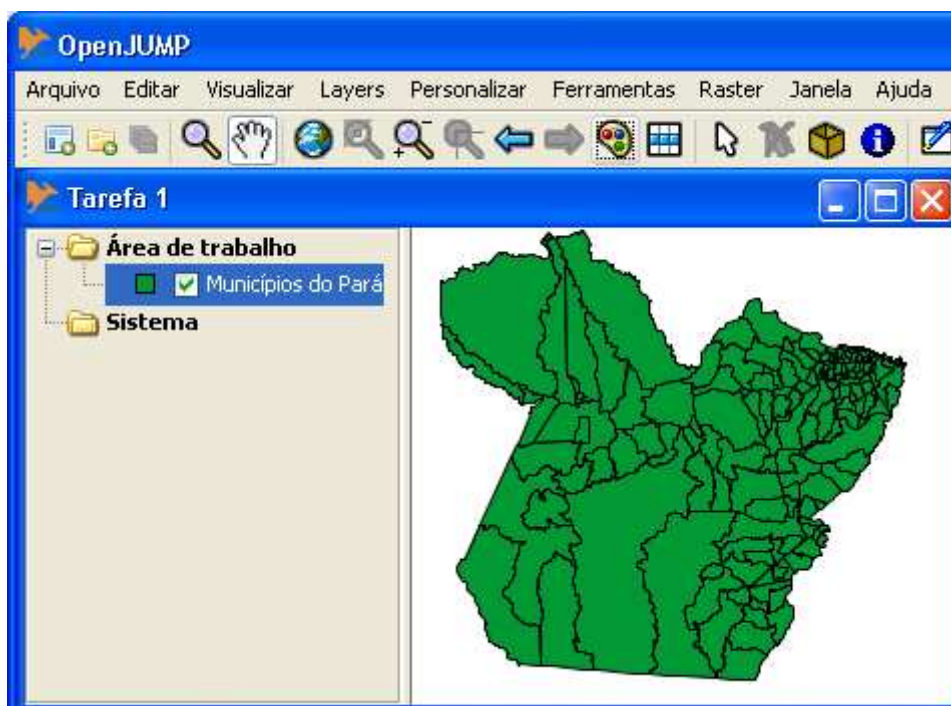 OpenJUMP
Arquivo Editar Visualizar Layers Personalizar Ferramentas Raster Janela Ajuda
Tarefa 1
Área de trabalho
Municípios do Pará
Sistema